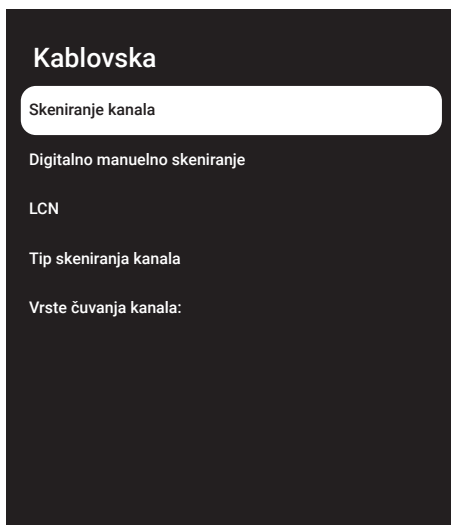 Kablovska
Skeniranje kanala
Digitalno manuelno skeniranje
LCN
Tip skeniranja kanala
Vrste čuvanja kanala: